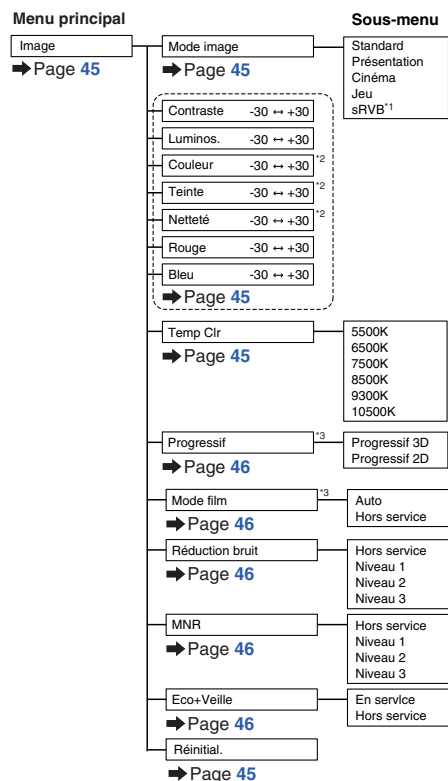 Menu principal
Sous-menu
Image
➡Page 45
Mode image
➡Page 45
Standard
Présentation
Cinéma
Jeu
sRVB*1
Contraste -30 ↔ +30
Luminos. -30 ↔ +30
Couleur -30 ↔ +30 *2
Teinte -30 ↔ +30 *2
Netteté -30 ↔ +30 *2
Rouge -30 ↔ +30
Bleu -30 ↔ +30
➡Page 45
Temp Clr
➡Page 45
5500K
6500K
7500K
8500K
9300K
10500K
Progressif *3
➡Page 46
Progressif 3D
Progressif 2D
Mode film *3
➡Page 46
Auto
Hors service
Réduction bruit
➡Page 46
Hors service
Niveau 1
Niveau 2
Niveau 3
MNR
➡Page 46
Hors service
Niveau 1
Niveau 2
Niveau 3
Eco+Veille
➡Page 46
En servIce
Hors service
Réinitial.
➡Page 45